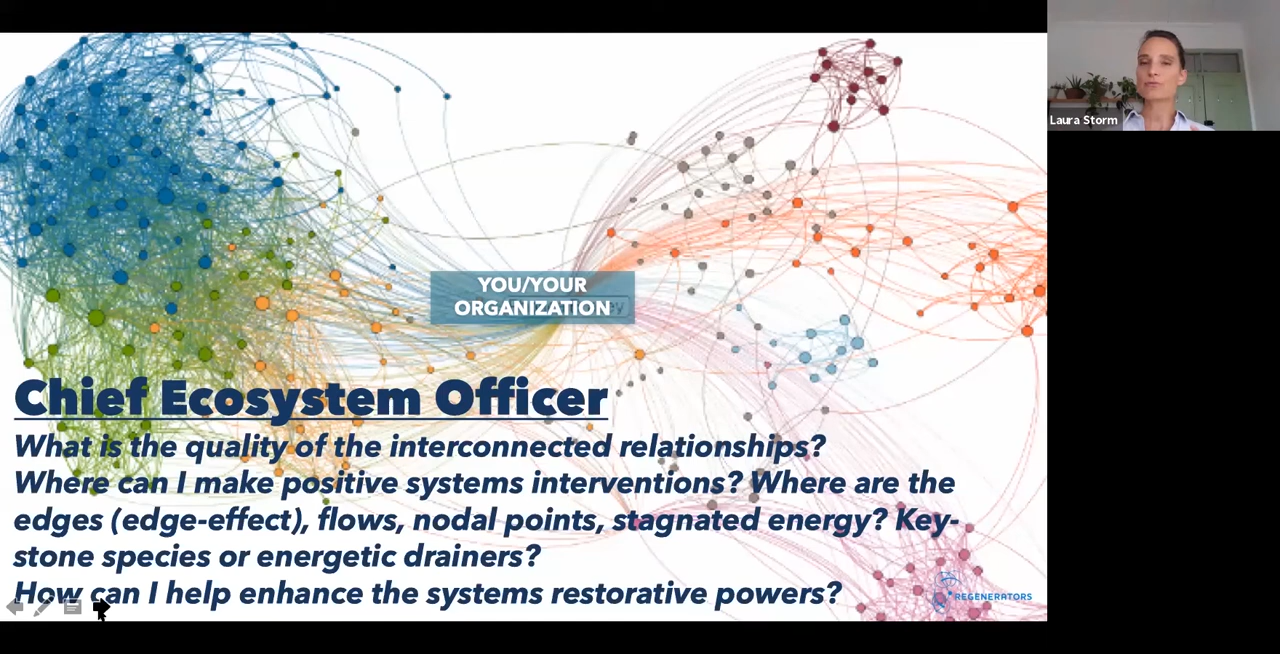 Laura Storm
YOU/YOUR
ORGANIZATION
Chief Ecosystem Officer
What is the quality of the interconnected relationships?
Where can I make positive systems interventions? Where are the
edges (edge-effect), flows, nodal points, stagnated energy? Key-
stone species or energetic drainers?
How can I help enhance the systems restorative powers?
REGENERATORS